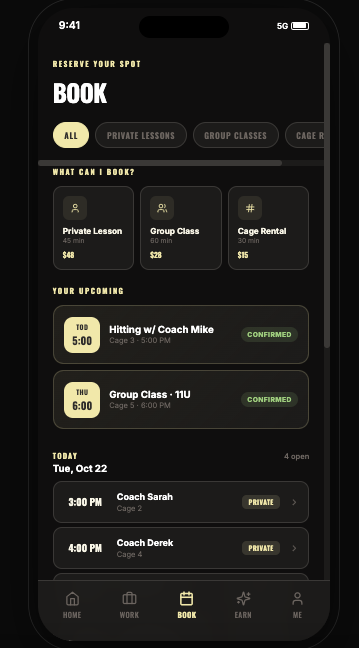 9:41
5G
RESERVE YOUR SPOT
BOOK
ALL
PRIVATE LESSONS
GROUP CLASSES
CAGE R
WHAT CAN I BOOK?
Private Lesson
45 min
$48
Group Class
60 min
$28
Cage Rental
30 min
$15
YOUR UPCOMING
TOD
5:00
Hitting w/ Coach Mike
Cage 3 · 5:00 PM
CONFIRMED
THU
6:00
Group Class · 11U
Cage 5 · 6:00 PM
CONFIRMED
TODAY
4 open
Tue, Oct 22
3:00 PM
Coach Sarah
Cage 2
PRIVATE
4:00 PM
Coach Derek
Cage 4
PRIVATE
HOME
WORK
BOOK
EARN
ME